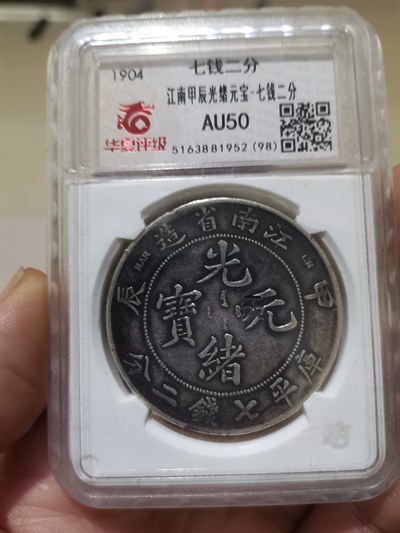 1904
七钱二分
江南甲辰光绪元宝-七钱二分
华夏评级
AU50
5163881952 (98)
造省南江
HAR
CH
辰
甲
光
元
寶
緒
庫平七錢二分